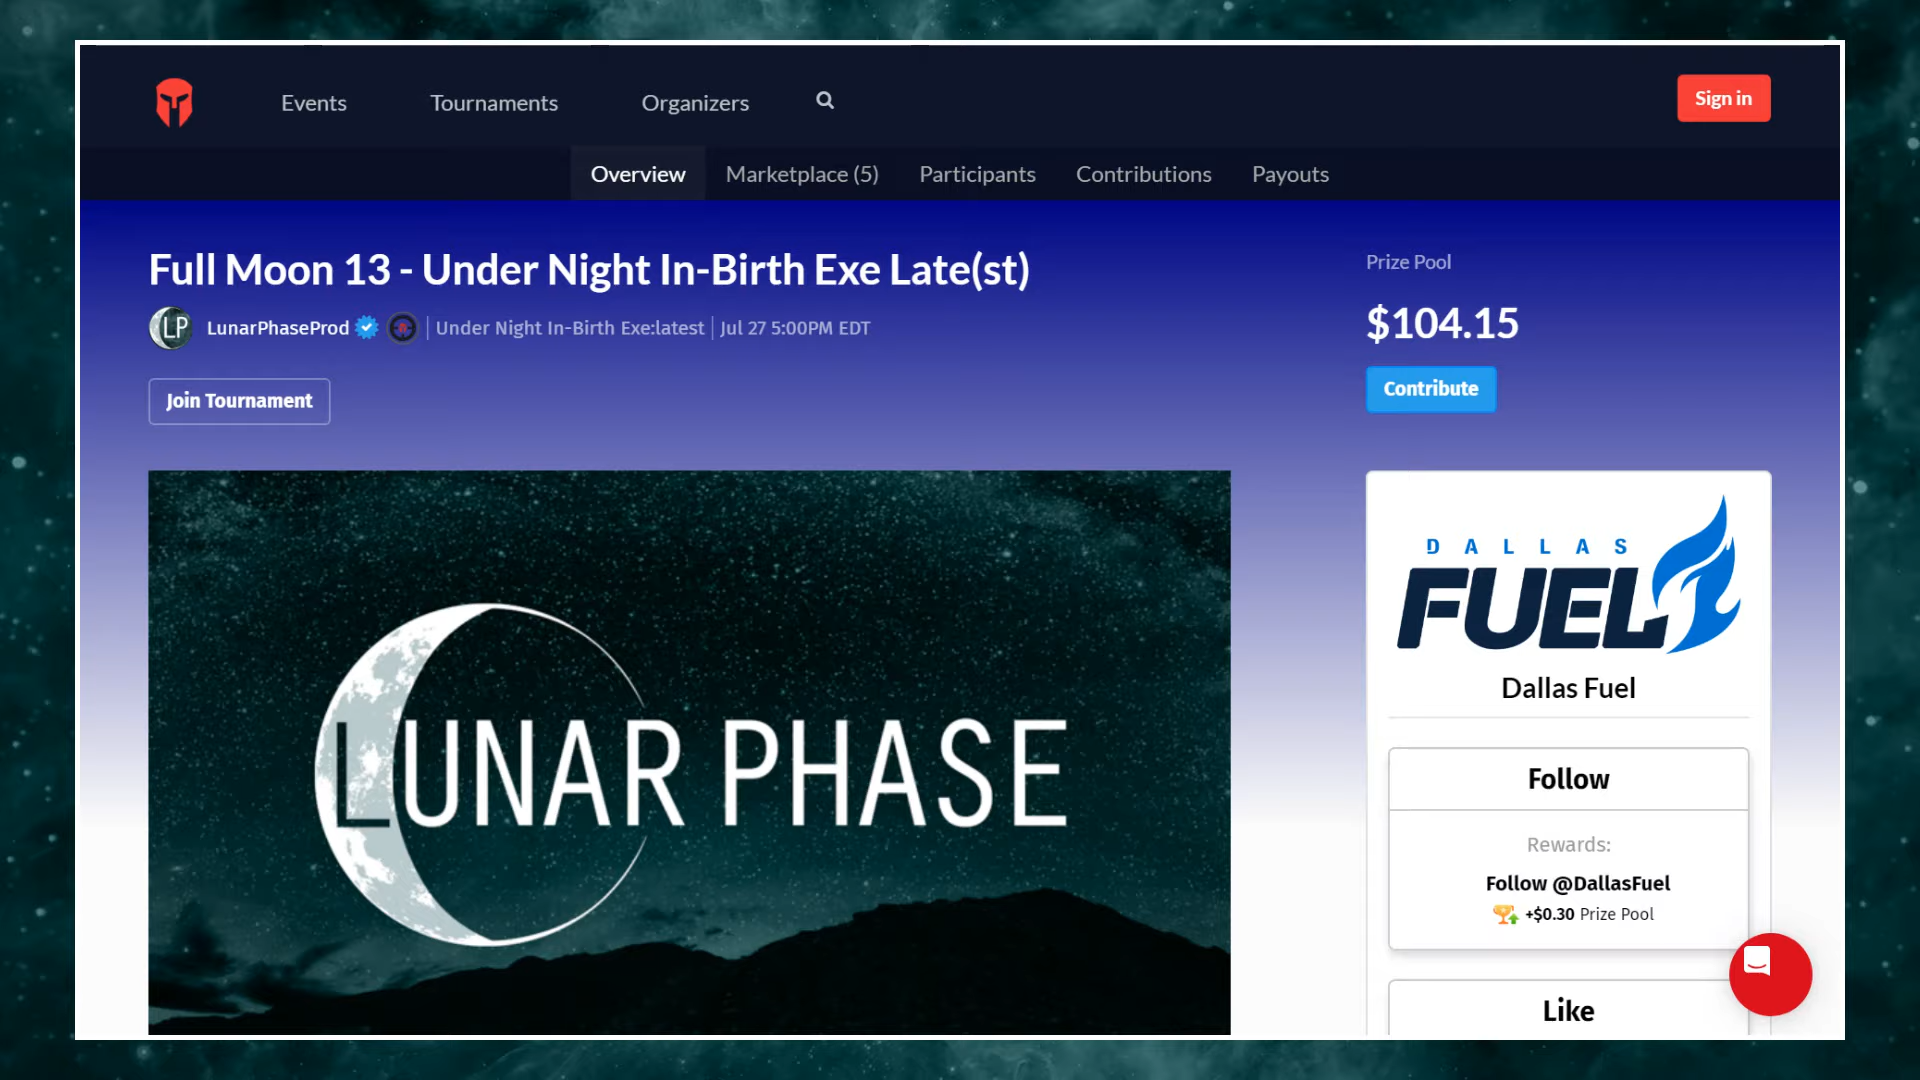 Events
Tournaments
Organizers
Sign in
Overview
Marketplace (5)
Participants
Contributions
Payouts
Full Moon 13 - Under Night In-Birth Exe Late(st)
LP
LunarPhaseProd
Under Night In-Birth Exe:latest
Jul 27 5:00PM EDT
Join Tournament
Prize Pool
$104.15
Contribute
LUNAR PHASE
DALLAS
FUEL
Dallas Fuel
Follow
Rewards:
Follow @DallasFuel
+$0.30 Prize Pool
Like